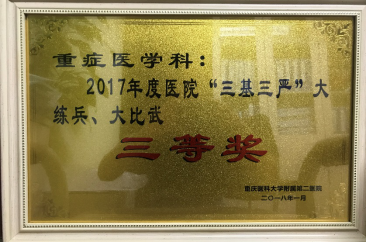 重症医学科：
2017年度医院“三基三严”大
练兵、大比武
三等奖
重庆医科大学附属第二医院
二〇一八年一月